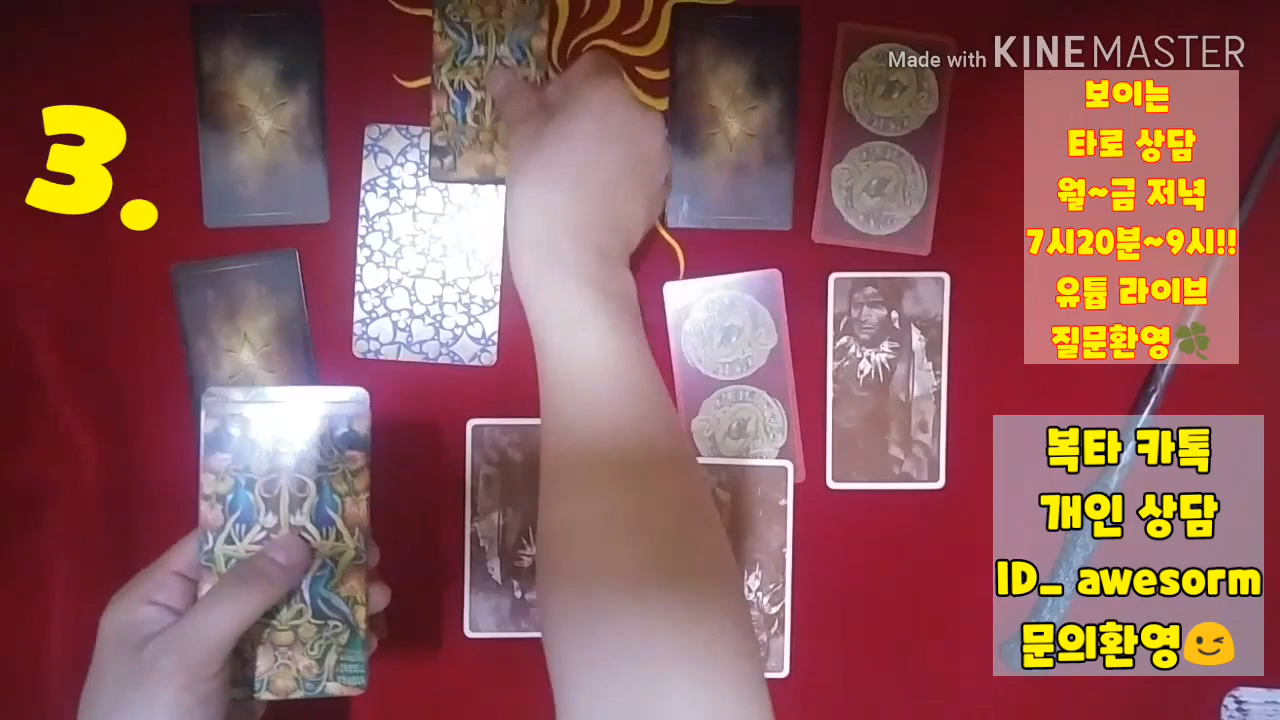 Made with KINEMASTER
3.
보이는
타로 상담
월~금 저녁
7시20분~9시!!
유튭 라이브
질문환영🍀
복타 카톡
개인 상담
ID_ awesorm
문의환영😉